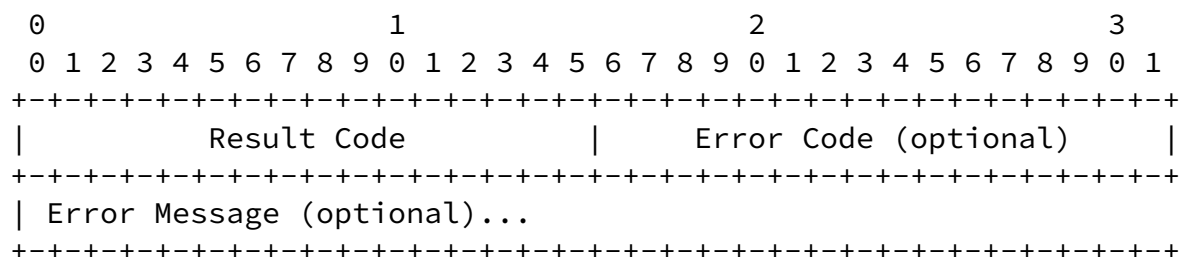 0                   1                   2                   3
 0 1 2 3 4 5 6 7 8 9 0 1 2 3 4 5 6 7 8 9 0 1 2 3 4 5 6 7 8 9 0 1
+-+-+-+-+-+-+-+-+-+-+-+-+-+-+-+-+-+-+-+-+-+-+-+-+-+-+-+-+-+-+-+-+
|          Result Code          |     Error Code (optional)     |
+-+-+-+-+-+-+-+-+-+-+-+-+-+-+-+-+-+-+-+-+-+-+-+-+-+-+-+-+-+-+-+-+
| Error Message (optional)...
+-+-+-+-+-+-+-+-+-+-+-+-+-+-+-+-+-+-+-+-+-+-+-+-+-+-+-+-+-+-+-+-+